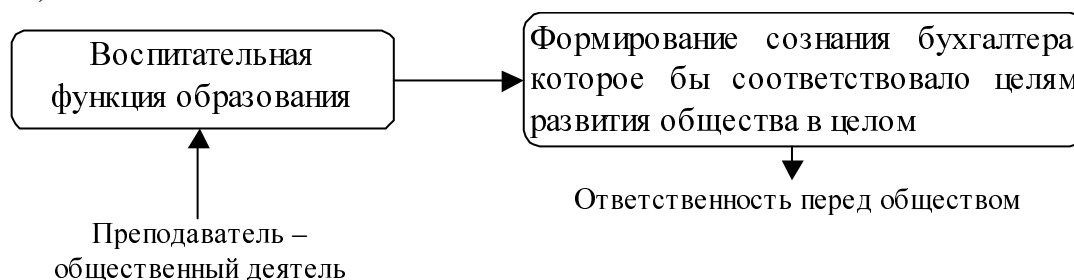 Воспитательная
функция образования
Формирование сознания бухгалтера,
которое бы соответствовало целям
развития общества в целом
Ответственность перед обществом
Преподаватель –
общественный деятель